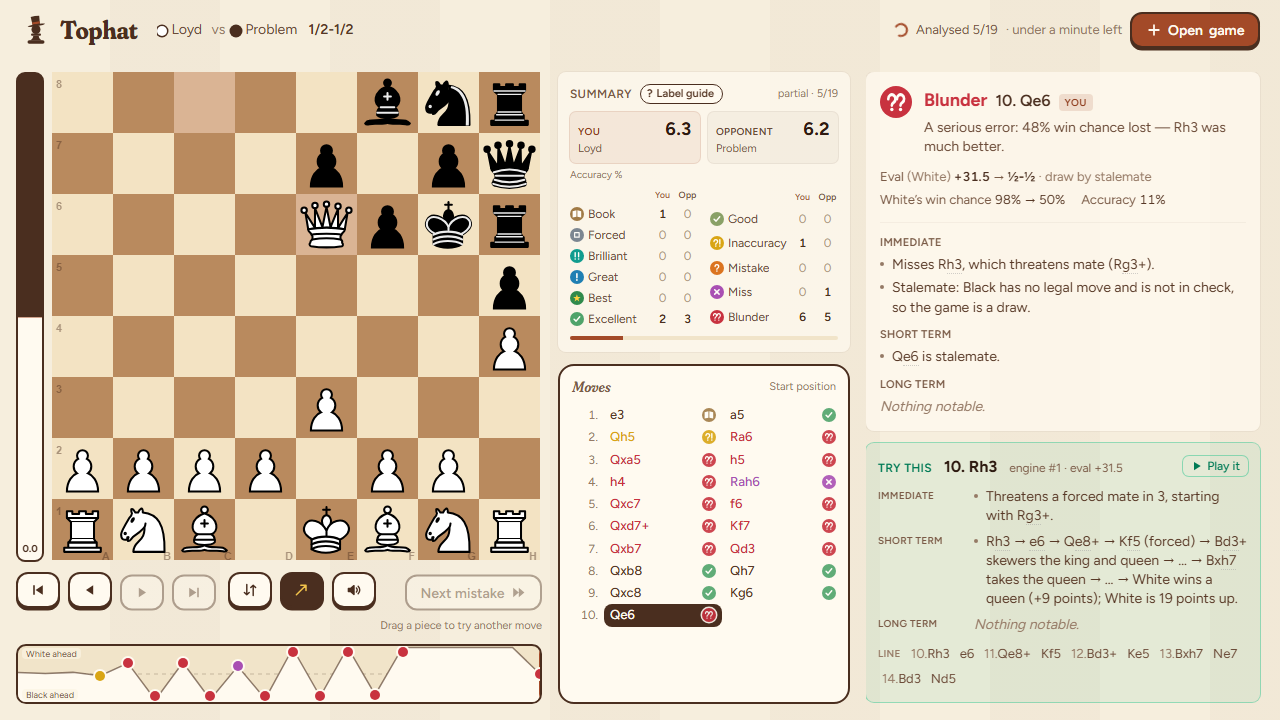 Tophat
Loyd vs Problem 1/2-1/2
Analysed 5/19 · under a minute left
+ Open game
8
7
6
5
4
3
2
1
A B C D E F G H
0.0
Next mistake
Drag a piece to try another move
White ahead
Black ahead
SUMMARY
? Label guide
partial · 5/19
YOU 6.3
Loyd
OPPONENT 6.2
Problem
Accuracy %
You Opp
Book 1 0
Forced 0 0
Brilliant 0 0
Great 0 0
Best 0 0
Excellent 2 3
You Opp
Good 0 0
Inaccuracy 1 0
Mistake 0 0
Miss 0 1
Blunder 6 5
Moves
Start position
1. e3 a5
2. Qh5 ?! Ra6 ??
3. Qxa5 ?? h5 ??
4. h4 ?? Rah6
5. Qxc7 ?? f6 ??
6. Qxd7+ ?? Kf7 ??
7. Qxb7 ?? Qd3 ??
8. Qxb8 Qh7
9. Qxc8 Kg6
10. Qe6 ??
?? Blunder 10. Qe6 YOU
A serious error: 48% win chance lost — Rh3 was
much better.
Eval (White) +31.5 → ½-½ · draw by stalemate
White's win chance 98% → 50% Accuracy 11%
IMMEDIATE
• Misses Rh3, which threatens mate (Rg3+).
• Stalemate: Black has no legal move and is not in check,
so the game is a draw.
SHORT TERM
• Qe6 is stalemate.
LONG TERM
Nothing notable.
TRY THIS 10. Rh3 engine #1 · eval +31.5
Play it
IMMEDIATE
• Threatens a forced mate in 3, starting
with Rg3+.
SHORT TERM
• Rh3 → e6 → Qe8+ → Kf5 (forced) → Bd3+
skewers the king and queen → … → Bxh7
takes the queen → … → White wins a
queen (+9 points); White is 19 points up.
LONG TERM
Nothing notable.
LINE 10.Rh3 e6 11.Qe8+ Kf5 12.Bd3+ Ke5 13.Bxh7 Ne7
14.Bd3 Nd5